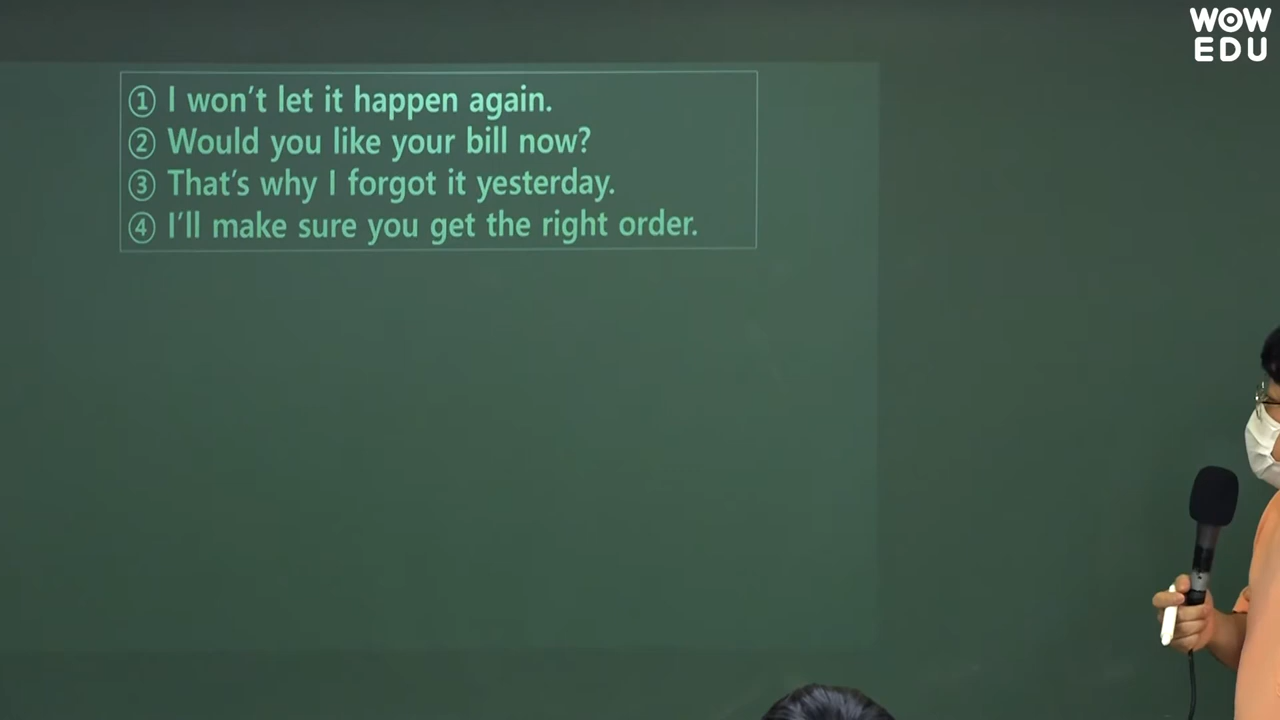 WOW
EDU
① I won't let it happen again.
② Would you like your bill now?
③ That's why I forgot it yesterday.
④ I'll make sure you get the right order.